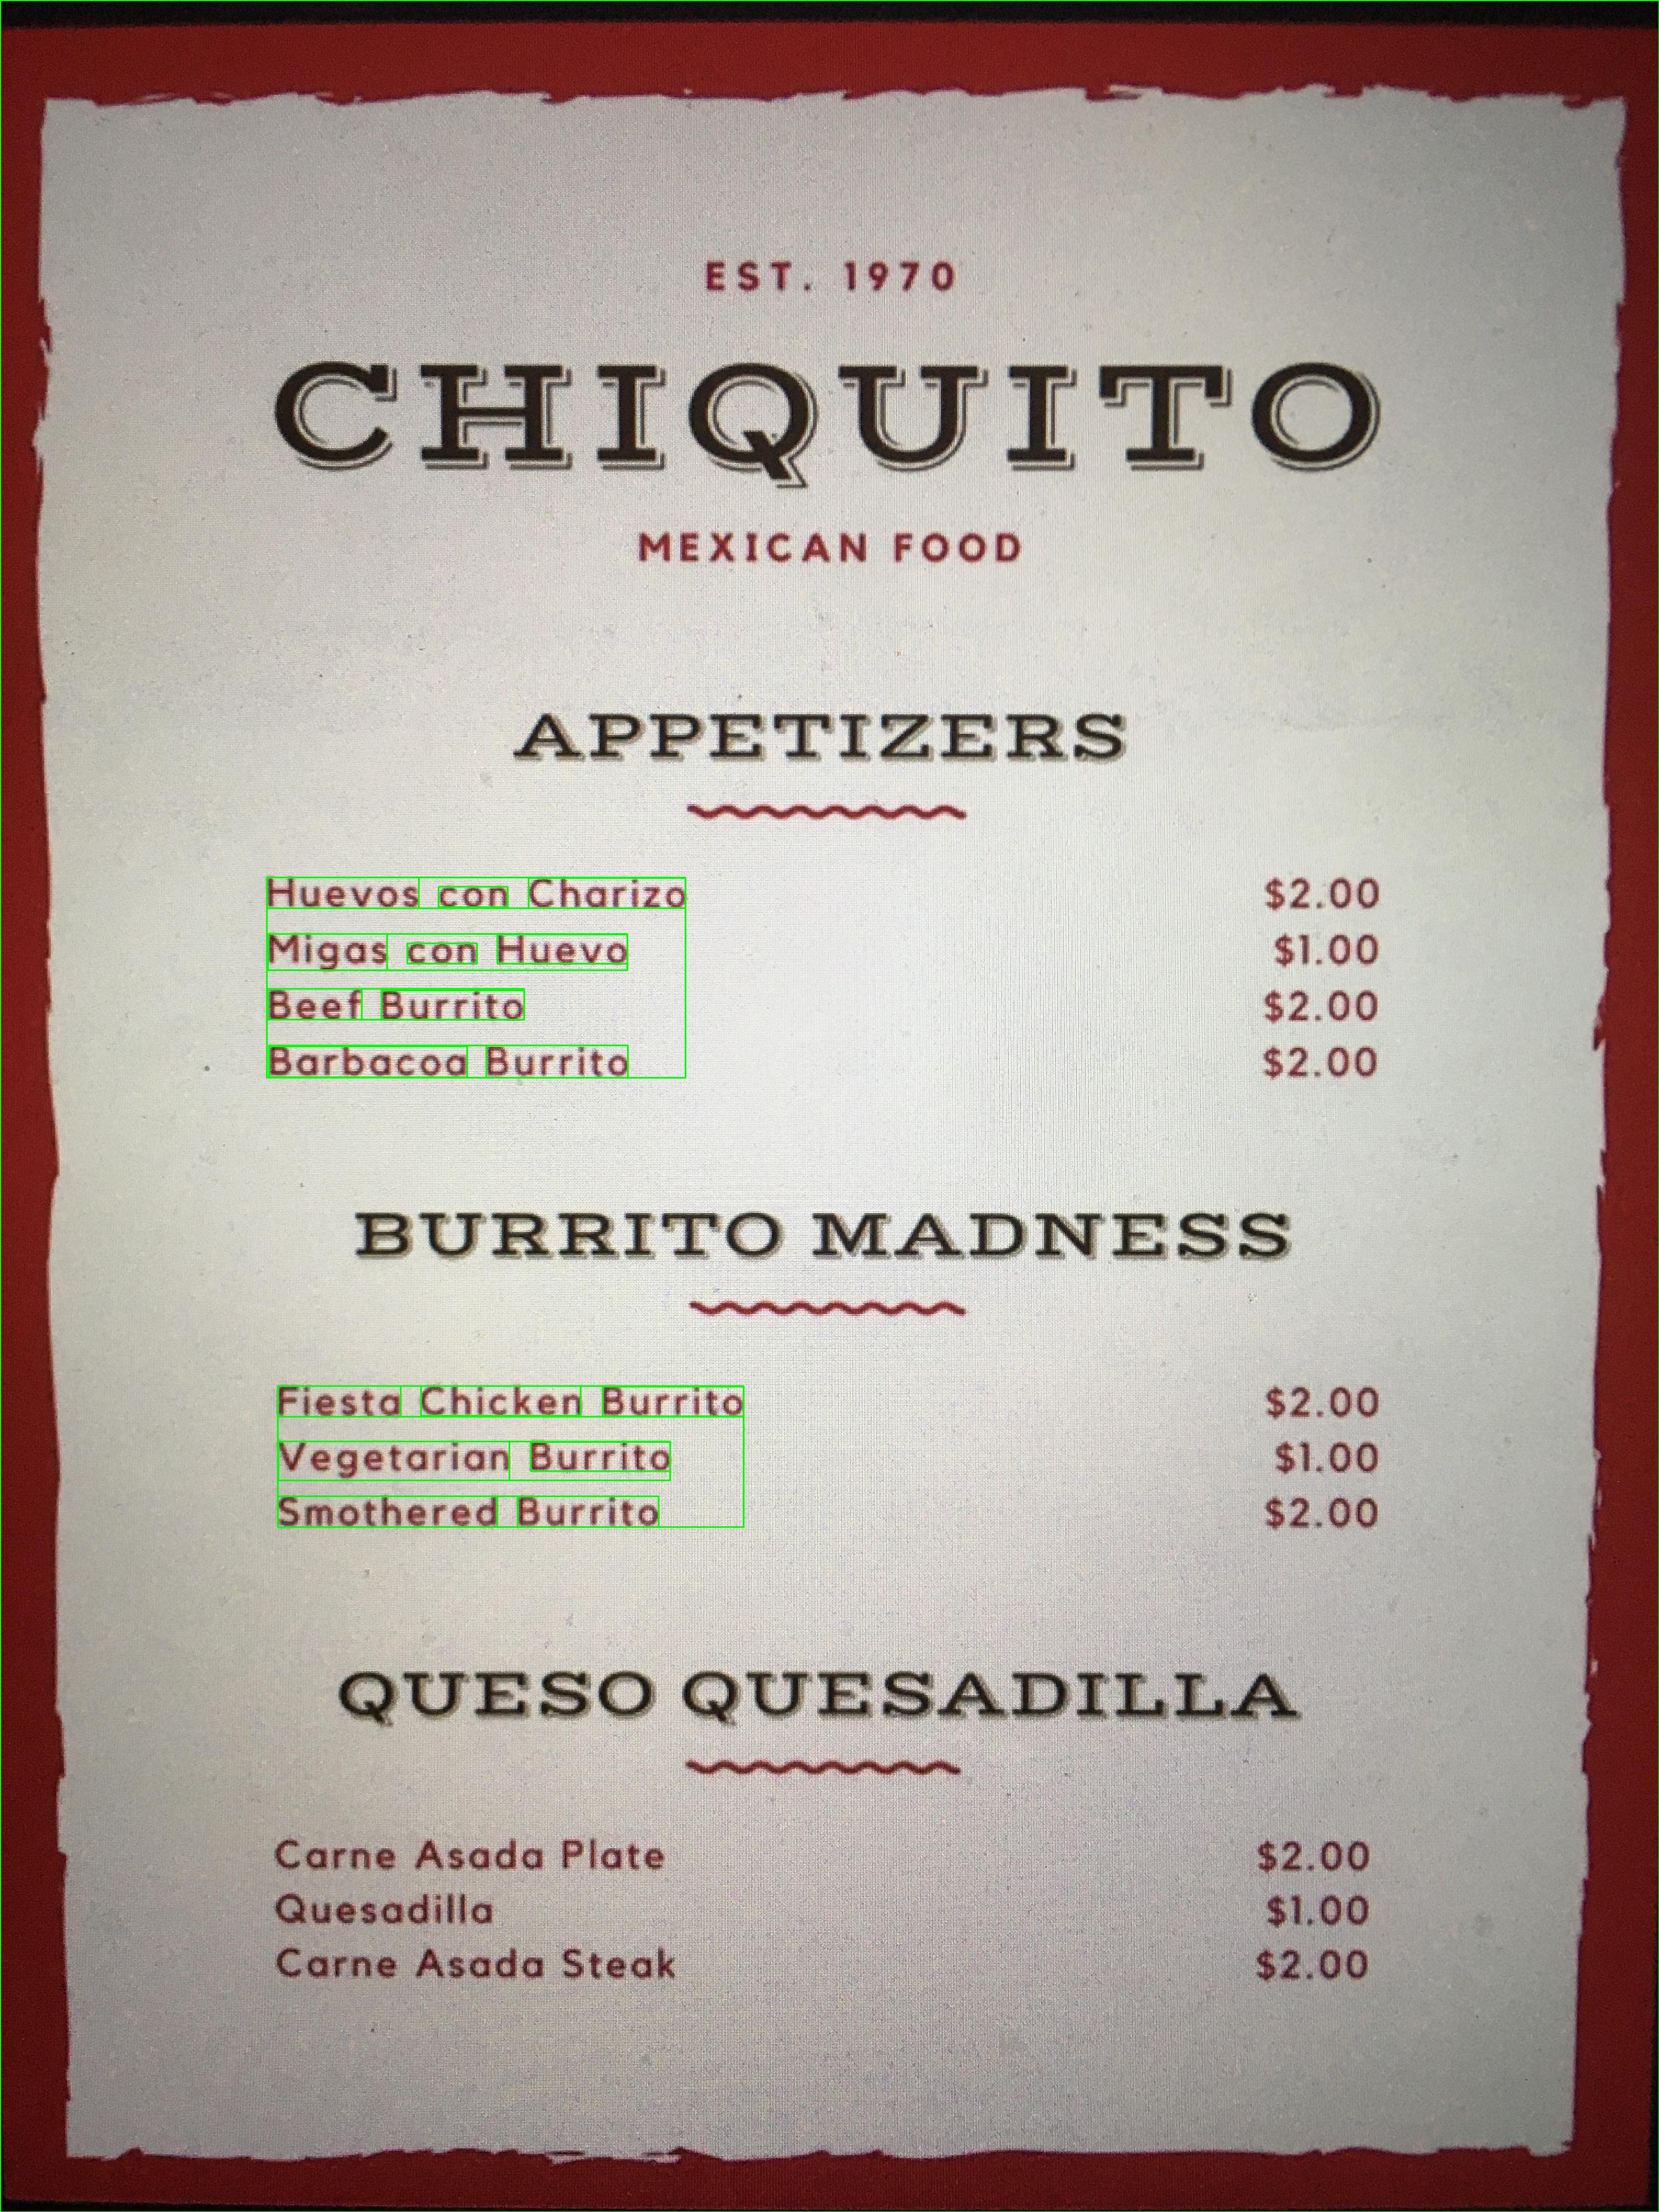 EST. 1970
CHIQUITO
MEXICAN FOOD
APPETIZERS
Huevos con Charizo $2.00
Migas con Huevo $1.00
Beef Burrito $2.00
Barbacoa Burrito $2.00
BURRITO MADNESS
Fiesta Chicken Burrito $2.00
Vegetarian Burrito $1.00
Smothered Burrito $2.00
QUESO QUESADILLA
Carne Asada Plate $2.00
Quesadilla $1.00
Carne Asada Steak $2.00